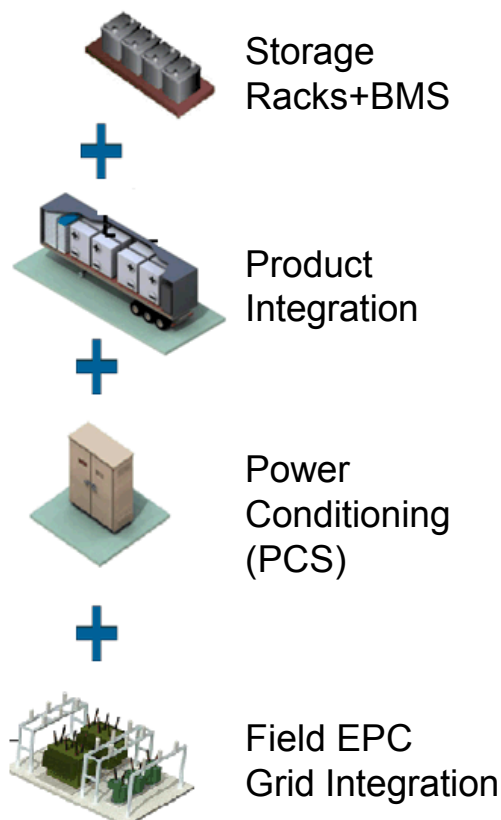 Storage
Racks+BMS
Product
Integration
Power
Conditioning
(PCS)
Field EPC
Grid Integration